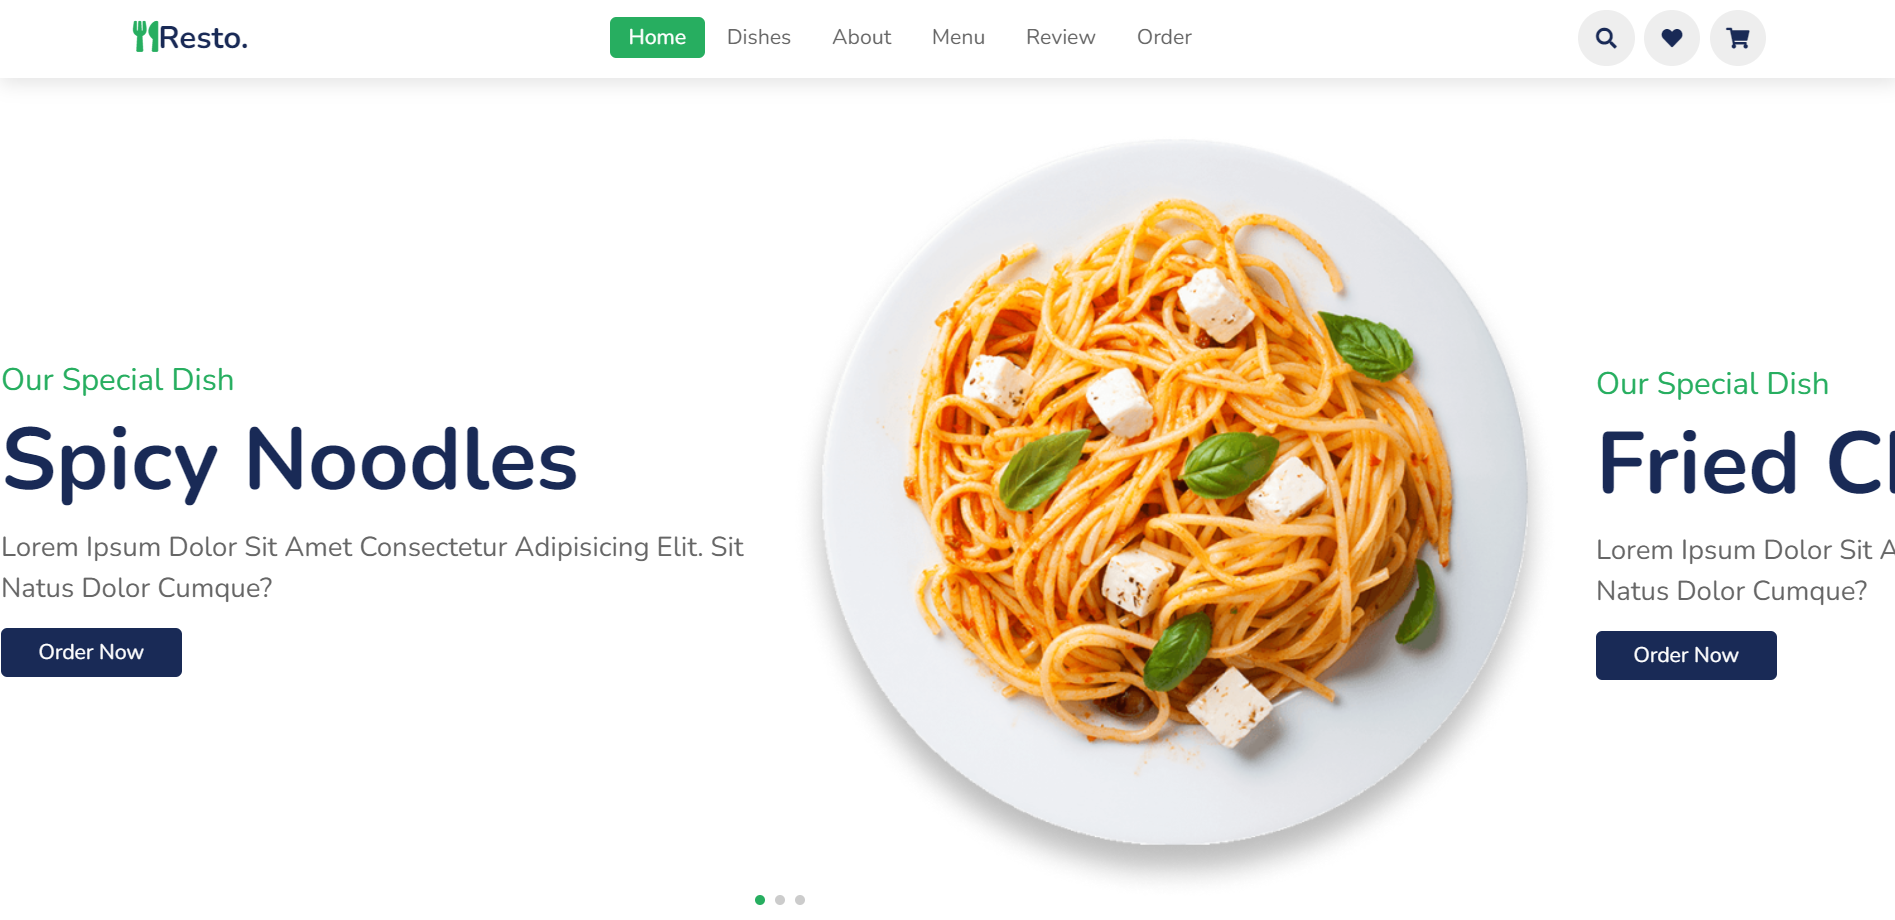 Resto.
Home
Dishes
About
Menu
Review
Order
Our Special Dish
Spicy Noodles
Lorem Ipsum Dolor Sit Amet Consectetur Adipisicing Elit. Sit
Natus Dolor Cumque?
Order Now
Our Special Dish
Fried
Lorem Ipsum Dolor Sit
Natus Dolor Cumque?
Order Now